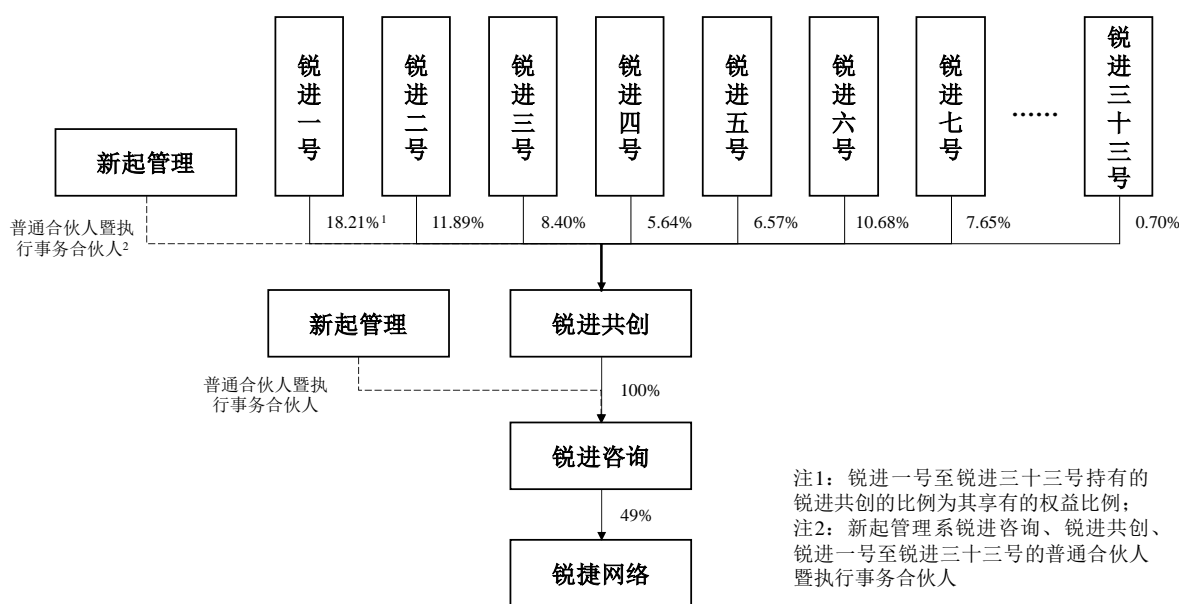 锐进一号
锐进二号
锐进三号
锐进四号
锐进五号
锐进六号
锐进七号
……
锐进三十三号
新起管理
普通合伙人暨执
行事务合伙人2
18.21%1
11.89%
8.40%
5.64%
6.57%
10.68%
7.65%
0.70%
新起管理
锐进共创
普通合伙人暨执
行事务合伙人
100%
锐进咨询
49%
锐捷网络
注1：锐进一号至锐进三十三号持有的
锐进共创的比例为其享有的权益比例；
注2：新起管理系锐进咨询、锐进共创、
锐进一号至锐进三十三号的普通合伙人
暨执行事务合伙人